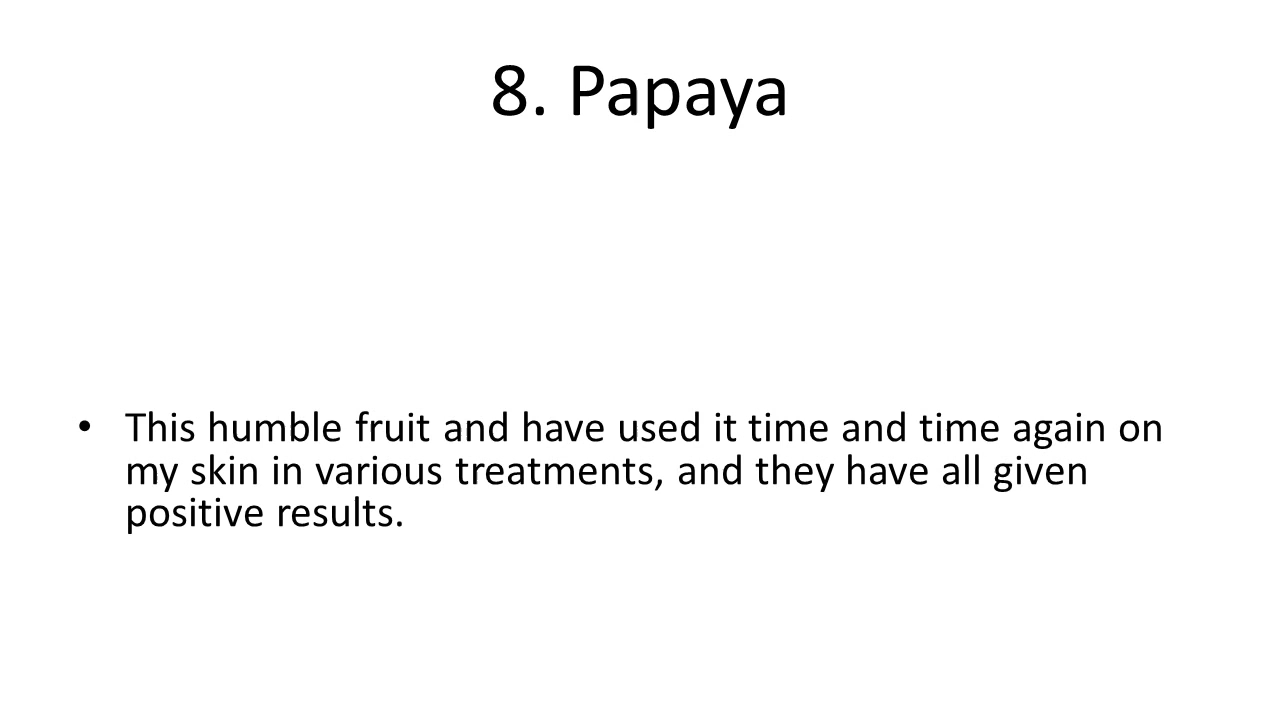 8. Papaya
• This humble fruit and have used it time and time again on
my skin in various treatments, and they have all given
positive results.